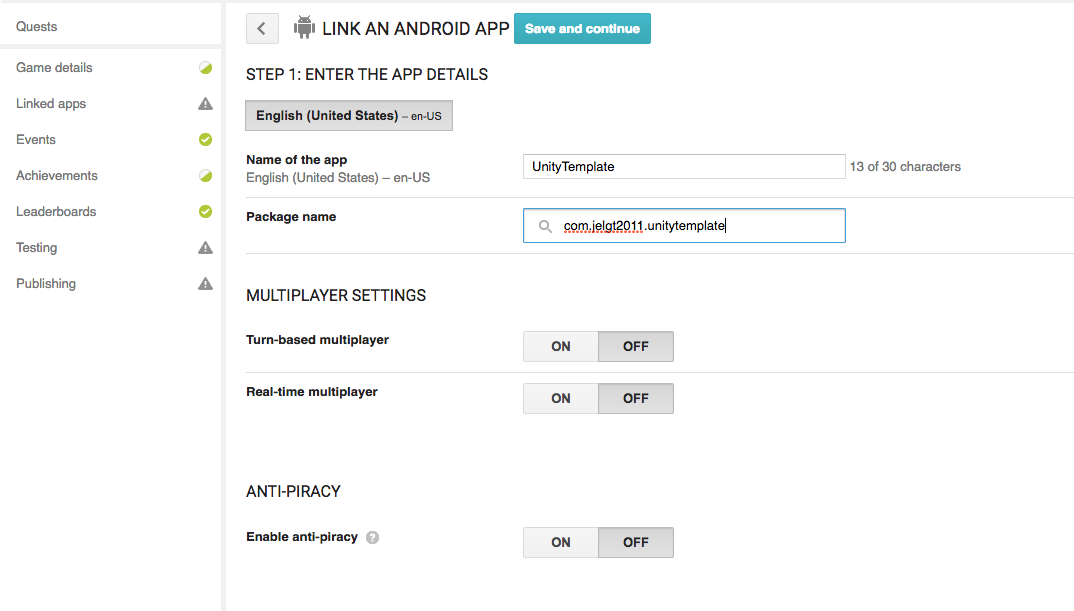 Quests
Game details
Linked apps
Events
Achievements
Leaderboards
Testing
Publishing
LINK AN ANDROID APP
Save and continue
STEP 1: ENTER THE APP DETAILS
English (United States) – en-US
Name of the app
English (United States) – en-US
UnityTemplate
13 of 30 characters
Package name
com.jelgt2011.unitytemplate
MULTIPLAYER SETTINGS
Turn-based multiplayer
ON OFF
Real-time multiplayer
ON OFF
ANTI-PIRACY
Enable anti-piracy ?
ON OFF